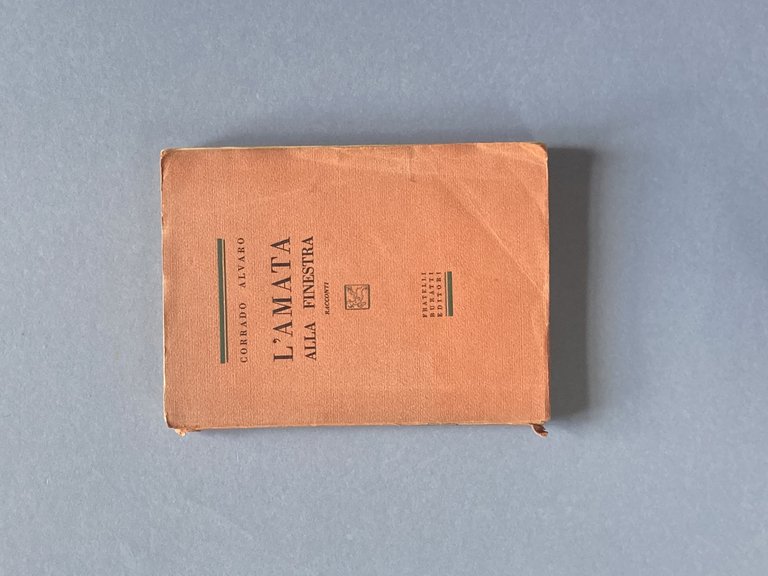 CORRADO ALVARO
L'AMATA
ALLA FINESTRA
RACCONTI
FRATELLI
BURATTI
EDITORI